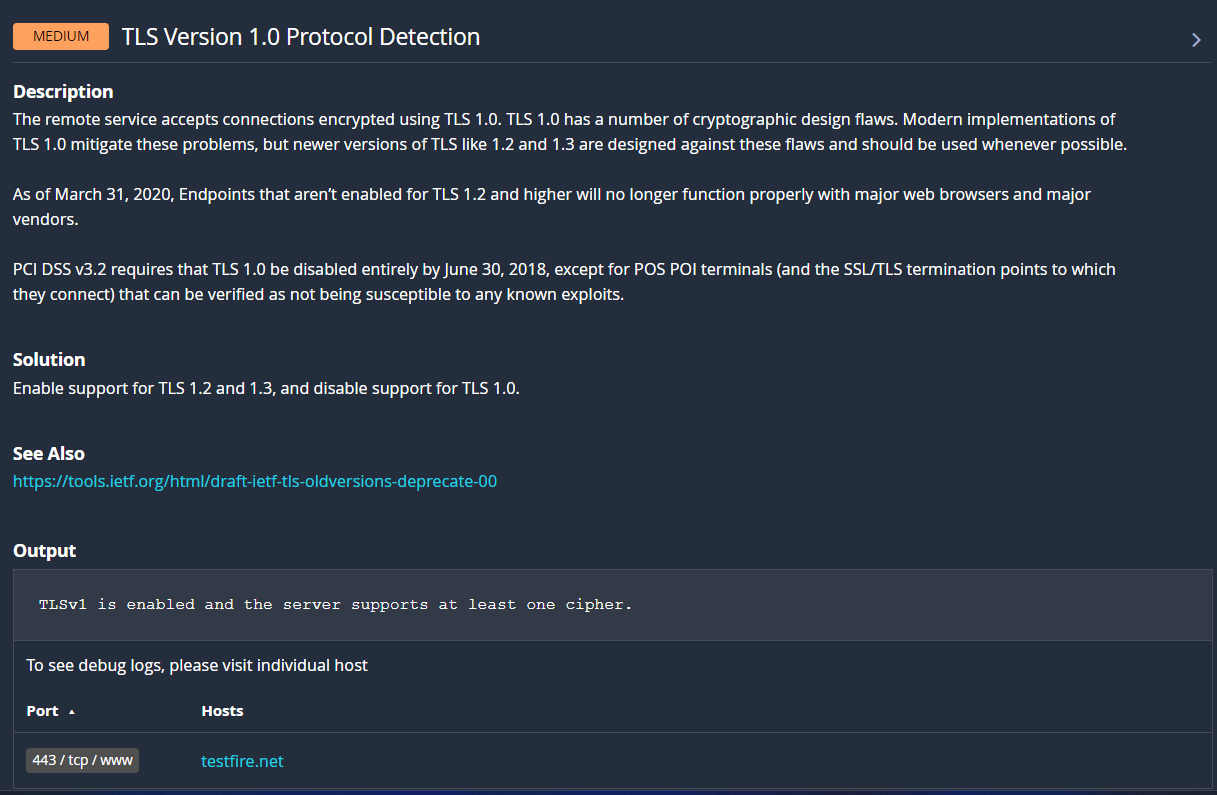 MEDIUM TLS Version 1.0 Protocol Detection
Description
The remote service accepts connections encrypted using TLS 1.0. TLS 1.0 has a number of cryptographic design flaws. Modern implementations of
TLS 1.0 mitigate these problems, but newer versions of TLS like 1.2 and 1.3 are designed against these flaws and should be used whenever possible.
As of March 31, 2020, Endpoints that aren’t enabled for TLS 1.2 and higher will no longer function properly with major web browsers and major
vendors.
PCI DSS v3.2 requires that TLS 1.0 be disabled entirely by June 30, 2018, except for POS POI terminals (and the SSL/TLS termination points to which
they connect) that can be verified as not being susceptible to any known exploits.
Solution
Enable support for TLS 1.2 and 1.3, and disable support for TLS 1.0.
See Also
https://tools.ietf.org/html/draft-ietf-tls-oldversions-deprecate-00
Output
TLSv1 is enabled and the server supports at least one cipher.
To see debug logs, please visit individual host
Port ▲ Hosts
443 / tcp / www testfire.net